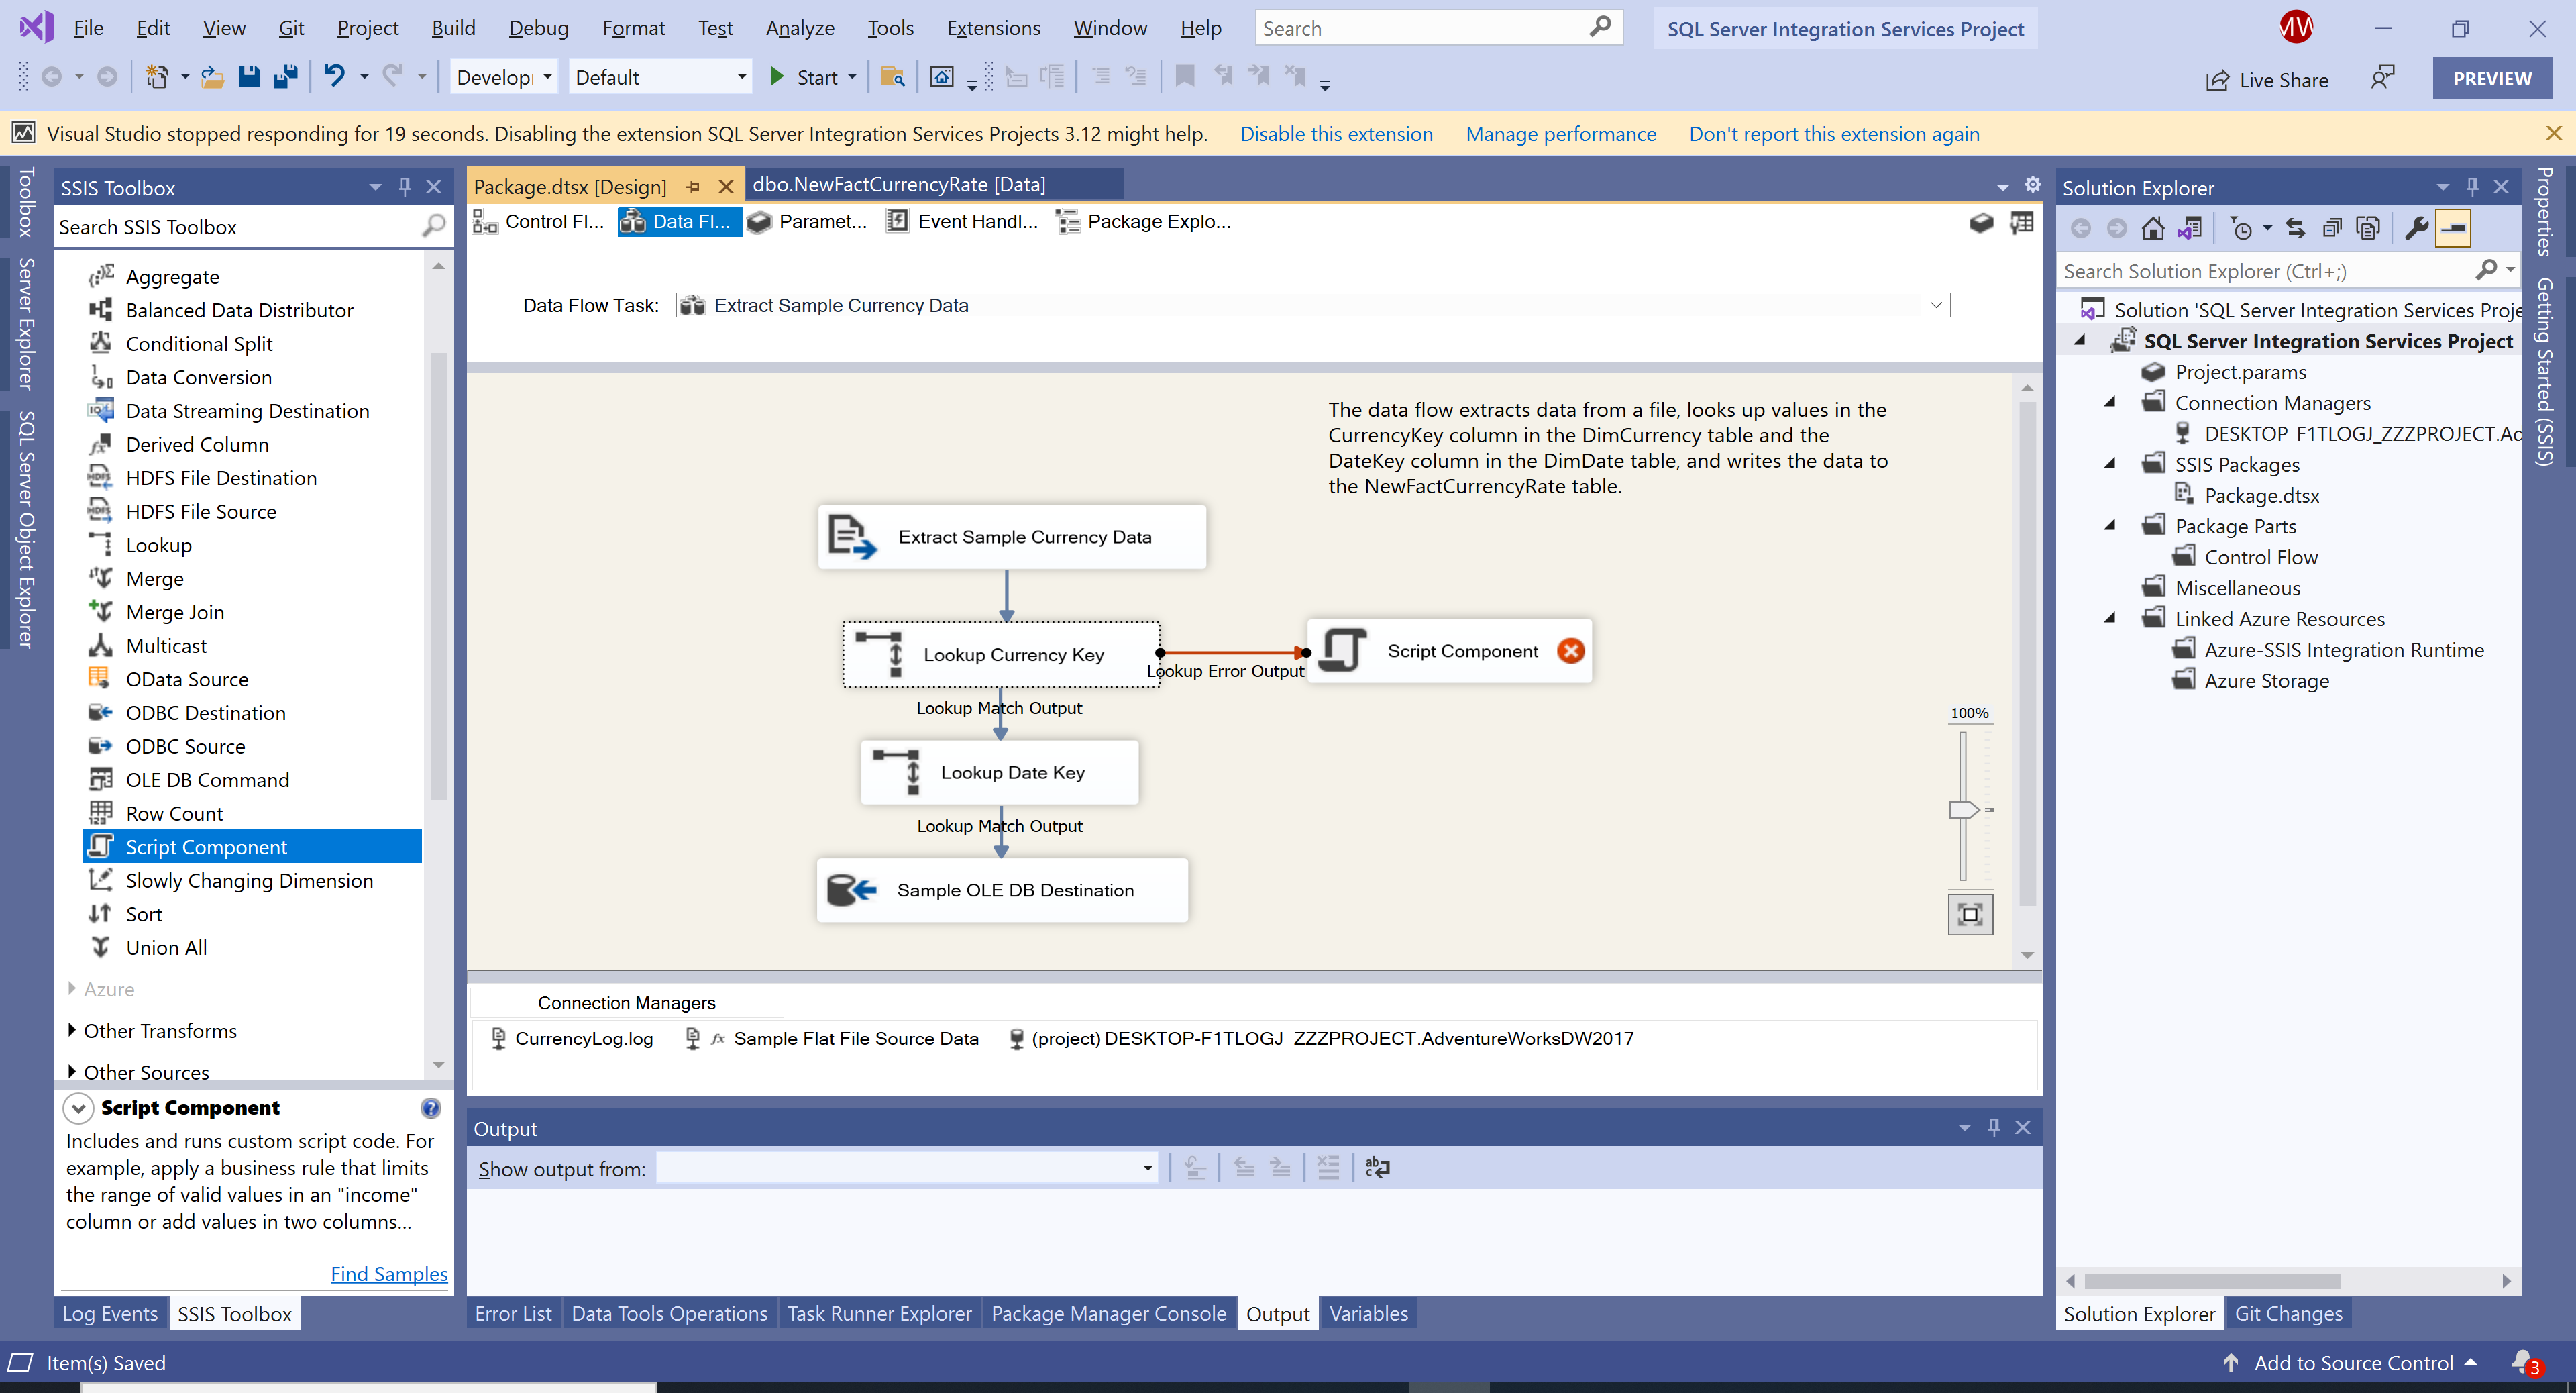 File Edit View Git Project Build Debug Format Test Analyze Tools Extensions Window Help Search SQL Server Integration Services Project MW
Develop Default Start Live Share PREVIEW
Visual Studio stopped responding for 19 seconds. Disabling the extension SQL Server Integration Services Projects 3.12 might help. Disable this extension Manage performance Don't report this extension again
Toolbox
Server Explorer
SQL Server Object Explorer
SSIS Toolbox
Search SSIS Toolbox
Aggregate
Balanced Data Distributor
Conditional Split
Data Conversion
Data Streaming Destination
Derived Column
HDFS File Destination
HDFS File Source
Lookup
Merge
Merge Join
Multicast
OData Source
ODBC Destination
ODBC Source
OLE DB Command
Row Count
Script Component
Slowly Changing Dimension
Sort
Union All
Azure
Other Transforms
Other Sources
Script Component
Includes and runs custom script code. For
example, apply a business rule that limits
the range of valid values in an "income"
column or add values in two columns...
Find Samples
Log Events SSIS Toolbox
Package.dtsx [Design] dbo.NewFactCurrencyRate [Data]
Control Fl... Data Fl... Paramet... Event Handl... Package Explo...
Data Flow Task: Extract Sample Currency Data
The data flow extracts data from a file, looks up values in the
CurrencyKey column in the DimCurrency table and the
DateKey column in the DimDate table, and writes the data to
the NewFactCurrencyRate table.
Extract Sample Currency Data
Lookup Currency Key
Lookup Error Output
Script Component
Lookup Match Output
Lookup Date Key
Lookup Match Output
Sample OLE DB Destination
100%
Connection Managers
CurrencyLog.log fx Sample Flat File Source Data (project) DESKTOP-F1TLOGJ_ZZZPROJECT.AdventureWorksDW2017
Output
Show output from:
Error List Data Tools Operations Task Runner Explorer Package Manager Console Output Variables
Solution Explorer
Search Solution Explorer (Ctrl+;)
Solution 'SQL Server Integration Services Proje
SQL Server Integration Services Project
Project.params
Connection Managers
DESKTOP-F1TLOGJ_ZZZPROJECT.Ad
SSIS Packages
Package.dtsx
Package Parts
Control Flow
Miscellaneous
Linked Azure Resources
Azure-SSIS Integration Runtime
Azure Storage
Solution Explorer Git Changes
Properties
Getting Started (SSIS)
Item(s) Saved Add to Source Control 3